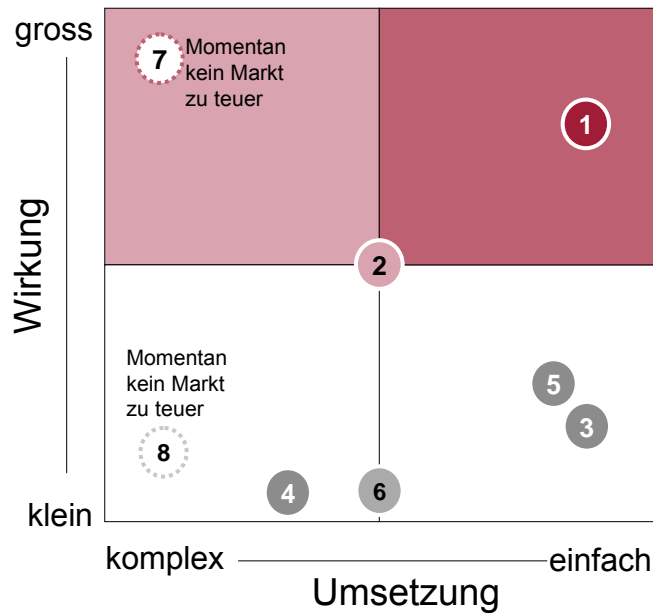 gross
7
Momentan
kein Markt
zu teuer
1
Wirkung
2
Momentan
kein Markt
zu teuer
5
3
8
4
6
klein
komplex
einfach
Umsetzung